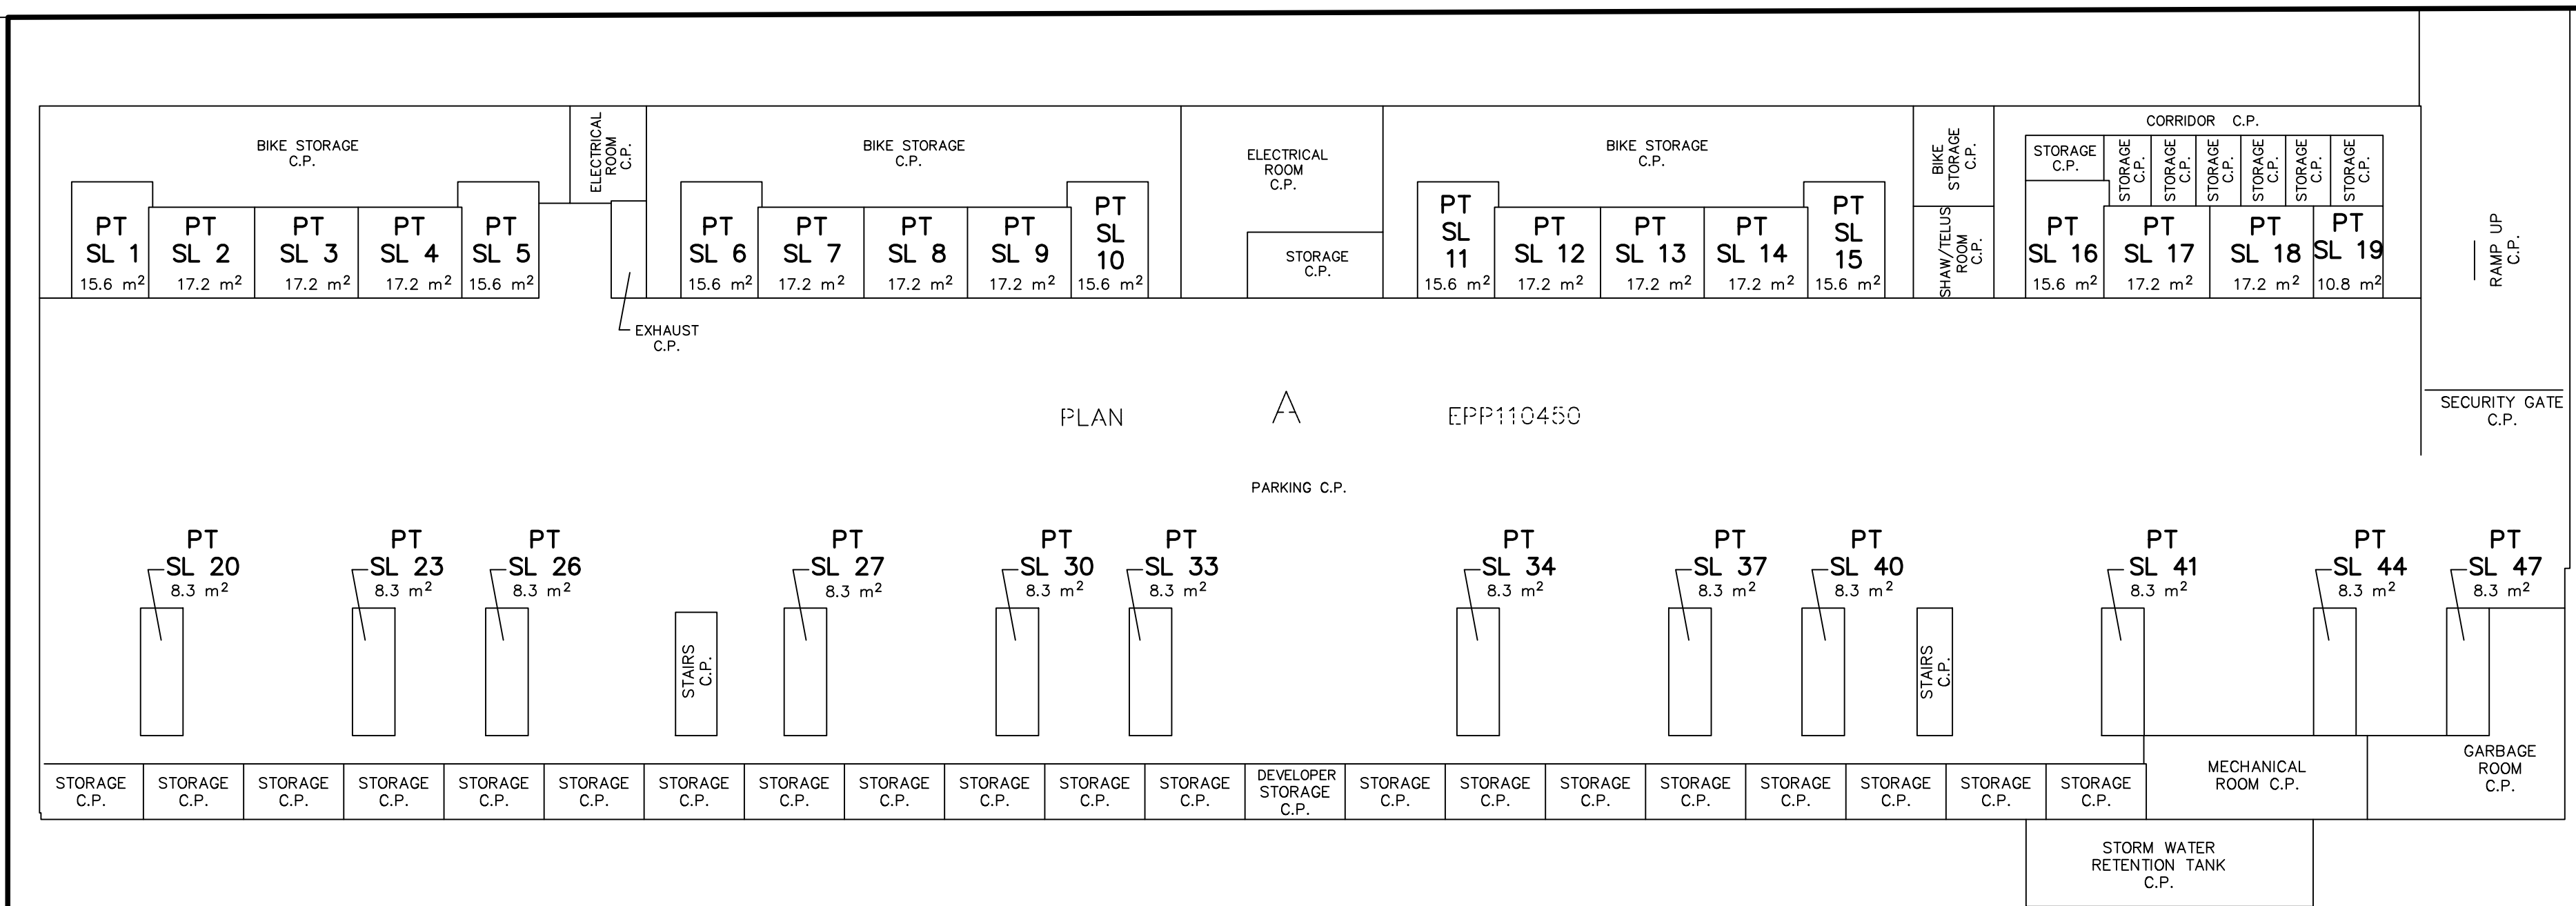 BIKE STORAGE
C.P.
ELECTRICAL
ROOM
C.P.
BIKE STORAGE
C.P.
ELECTRICAL
ROOM
C.P.
STORAGE
C.P.
BIKE STORAGE
C.P.
BIKE
STORAGE
C.P.
SHAW/TELUS
ROOM
C.P.
CORRIDOR C.P.
STORAGE
C.P.
STORAGE
C.P.
STORAGE
C.P.
STORAGE
C.P.
STORAGE
C.P.
STORAGE
C.P.
STORAGE
C.P.
RAMP UP
C.P.
PT
SL 1
15.6 m²
PT
SL 2
17.2 m²
PT
SL 3
17.2 m²
PT
SL 4
17.2 m²
PT
SL 5
15.6 m²
PT
SL 6
15.6 m²
PT
SL 7
17.2 m²
PT
SL 8
17.2 m²
PT
SL 9
17.2 m²
PT
SL
10
15.6 m²
PT
SL
11
15.6 m²
PT
SL 12
17.2 m²
PT
SL 13
17.2 m²
PT
SL 14
17.2 m²
PT
SL
15
15.6 m²
PT
SL 16
15.6 m²
PT
SL 17
17.2 m²
PT
SL 18
17.2 m²
PT
SL 19
10.8 m²
EXHAUST
C.P.
PLAN A EPP110450
SECURITY GATE
C.P.
PARKING C.P.
PT
SL 20
8.3 m²
PT
SL 23
8.3 m²
PT
SL 26
8.3 m²
PT
SL 27
8.3 m²
PT
SL 30
8.3 m²
PT
SL 33
8.3 m²
PT
SL 34
8.3 m²
PT
SL 37
8.3 m²
PT
SL 40
8.3 m²
PT
SL 41
8.3 m²
PT
SL 44
8.3 m²
PT
SL 47
8.3 m²
STAIRS
C.P.
STAIRS
C.P.
STORAGE
C.P.
STORAGE
C.P.
STORAGE
C.P.
STORAGE
C.P.
STORAGE
C.P.
STORAGE
C.P.
STORAGE
C.P.
STORAGE
C.P.
STORAGE
C.P.
STORAGE
C.P.
STORAGE
C.P.
STORAGE
C.P.
DEVELOPER
STORAGE
C.P.
STORAGE
C.P.
STORAGE
C.P.
STORAGE
C.P.
STORAGE
C.P.
STORAGE
C.P.
STORAGE
C.P.
STORAGE
C.P.
STORAGE
C.P.
MECHANICAL
ROOM C.P.
GARBAGE
ROOM
C.P.
STORM WATER
RETENTION TANK
C.P.